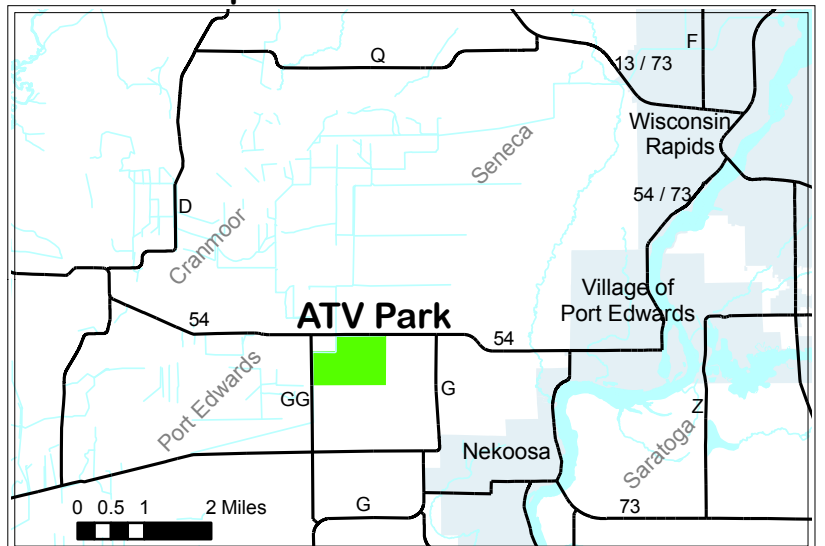 Q
F
13 / 73
Wisconsin
Rapids
Seneca
54 / 73
D
Cranmoor
Village of
Port Edwards
54
ATV Park
54
Port Edwards
GG
G
Z
Nekoosa
Saratoga
0 0.5 1 2 Miles
G
73